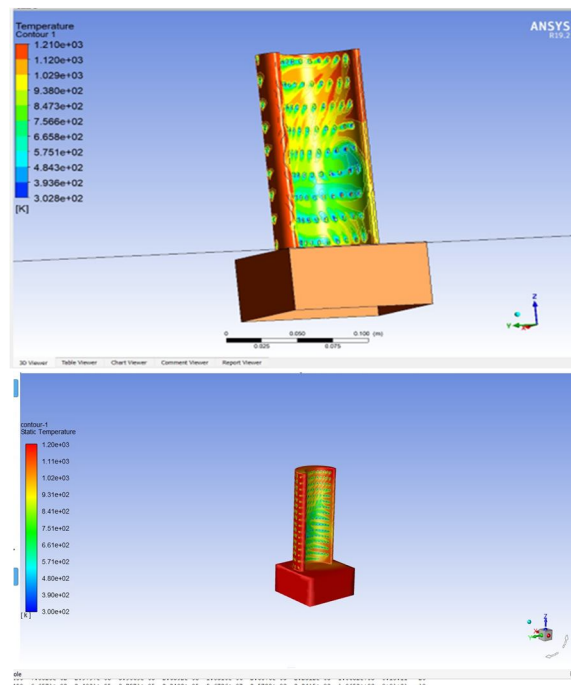 Temperature
Contour 1
ANSYS
R19.2
1.210e+03
1.120e+03
1.029e+03
9.380e+02
8.473e+02
7.566e+02
6.658e+02
5.751e+02
4.843e+02
3.936e+02
3.028e+02
[K]
0 0.050 0.100 (m)
0.025 0.075
Z
Y
3D Viewer Table Viewer Chart Viewer Comment Viewer Report Viewer
contour-1
Static Temperature
1.20e+03
1.11e+03
1.02e+03
9.31e+02
8.41e+02
7.51e+02
6.61e+02
5.71e+02
4.80e+02
3.90e+02
3.00e+02
[k]
Z
Y
ole